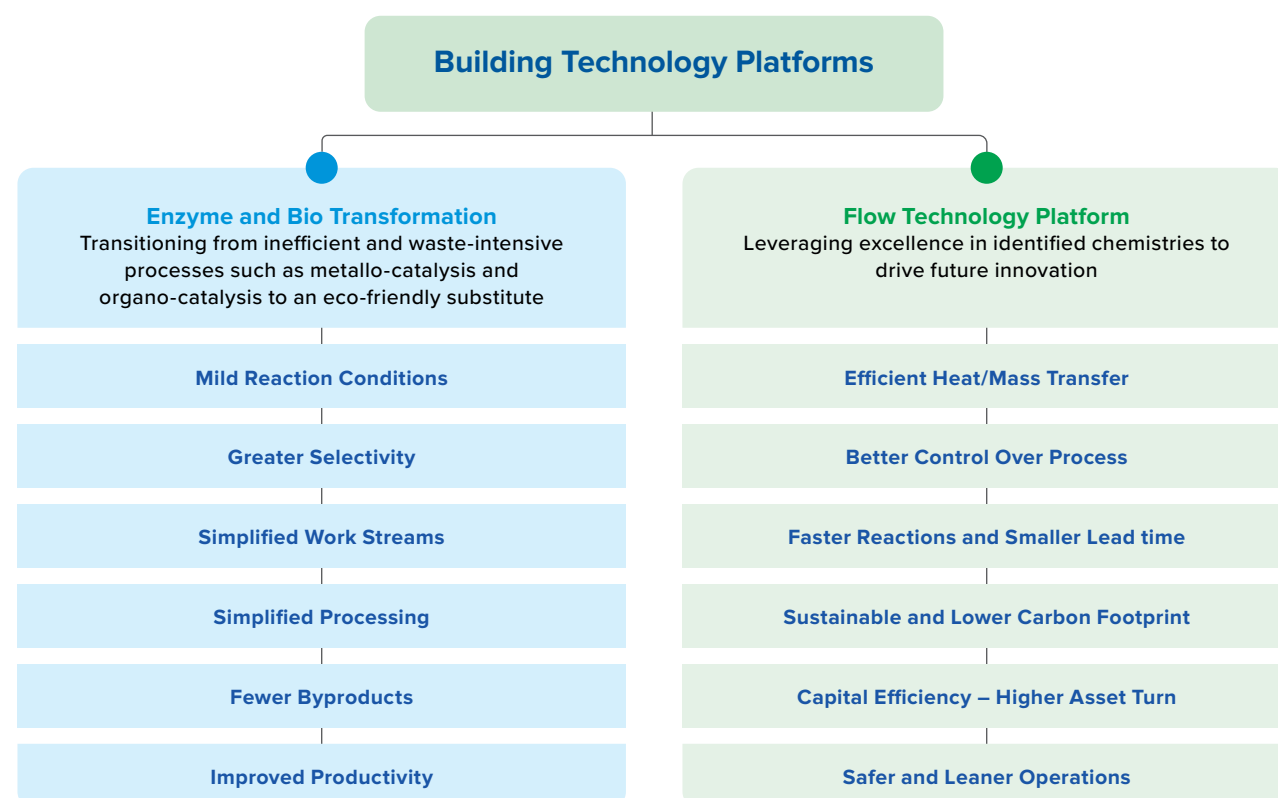 Building Technology Platforms
Enzyme and Bio Transformation
Transitioning from inefficient and waste-intensive
processes such as metallo-catalysis and
organo-catalysis to an eco-friendly substitute
Mild Reaction Conditions
Greater Selectivity
Simplified Work Streams
Simplified Processing
Fewer Byproducts
Improved Productivity
Flow Technology Platform
Leveraging excellence in identified chemistries to
drive future innovation
Efficient Heat/Mass Transfer
Better Control Over Process
Faster Reactions and Smaller Lead time
Sustainable and Lower Carbon Footprint
Capital Efficiency – Higher Asset Turn
Safer and Leaner Operations